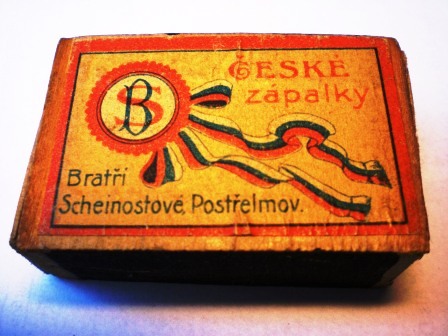 BS
ČESKÉ
zápalky
Bratří
Scheinostové, Postřelmov.